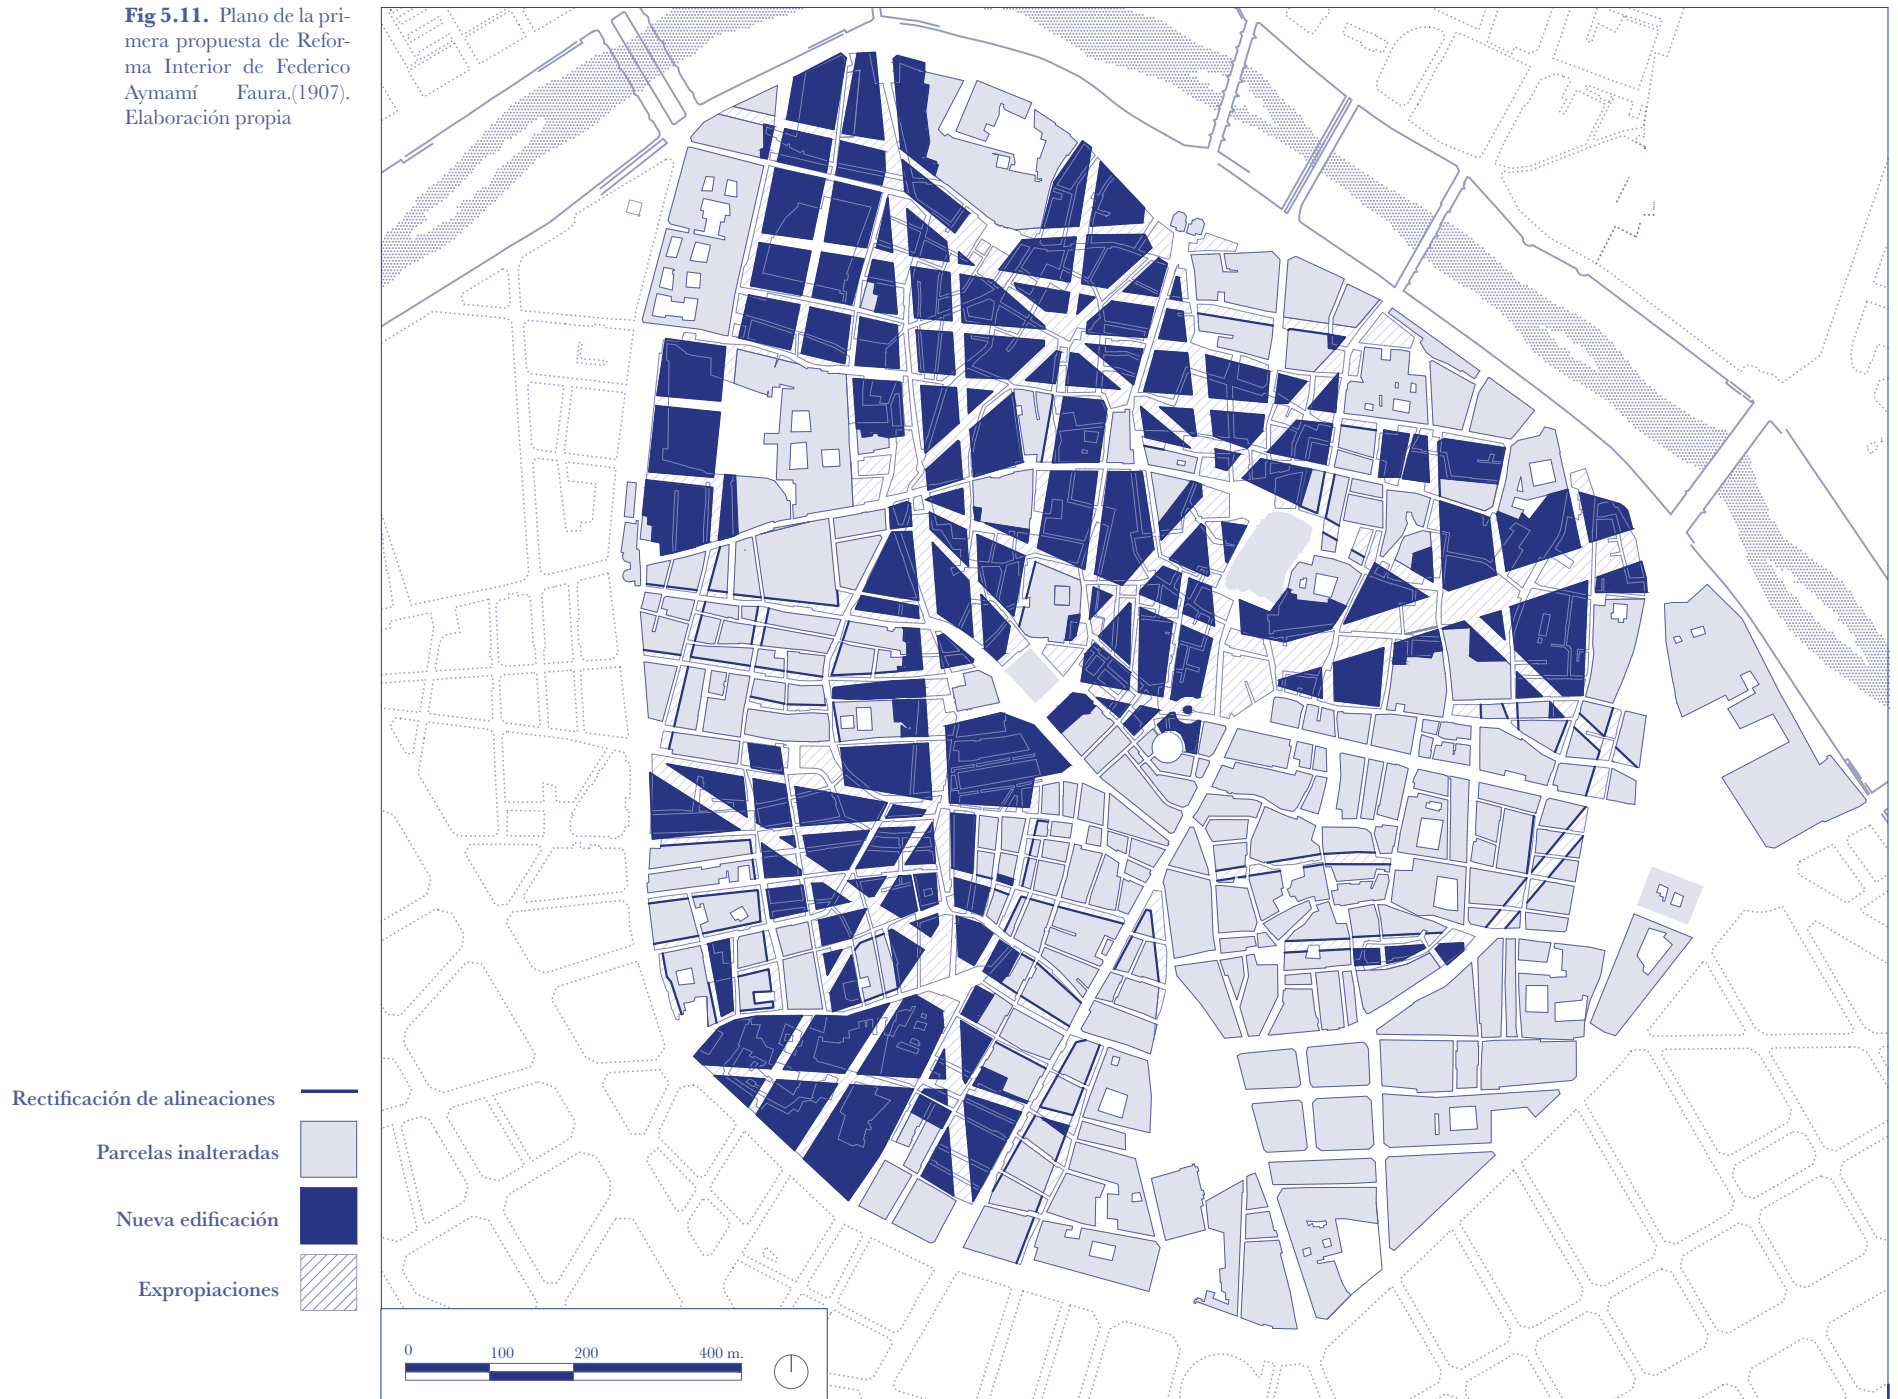 Fig 5.11. Plano de la pri-
mera propuesta de Refor-
ma Interior de Federico
Aymamí Faura.(1907).
Elaboración propia
Rectificación de alineaciones
Parcelas inalteradas
Nueva edificación
Expropiaciones
0 100 200 400 m.